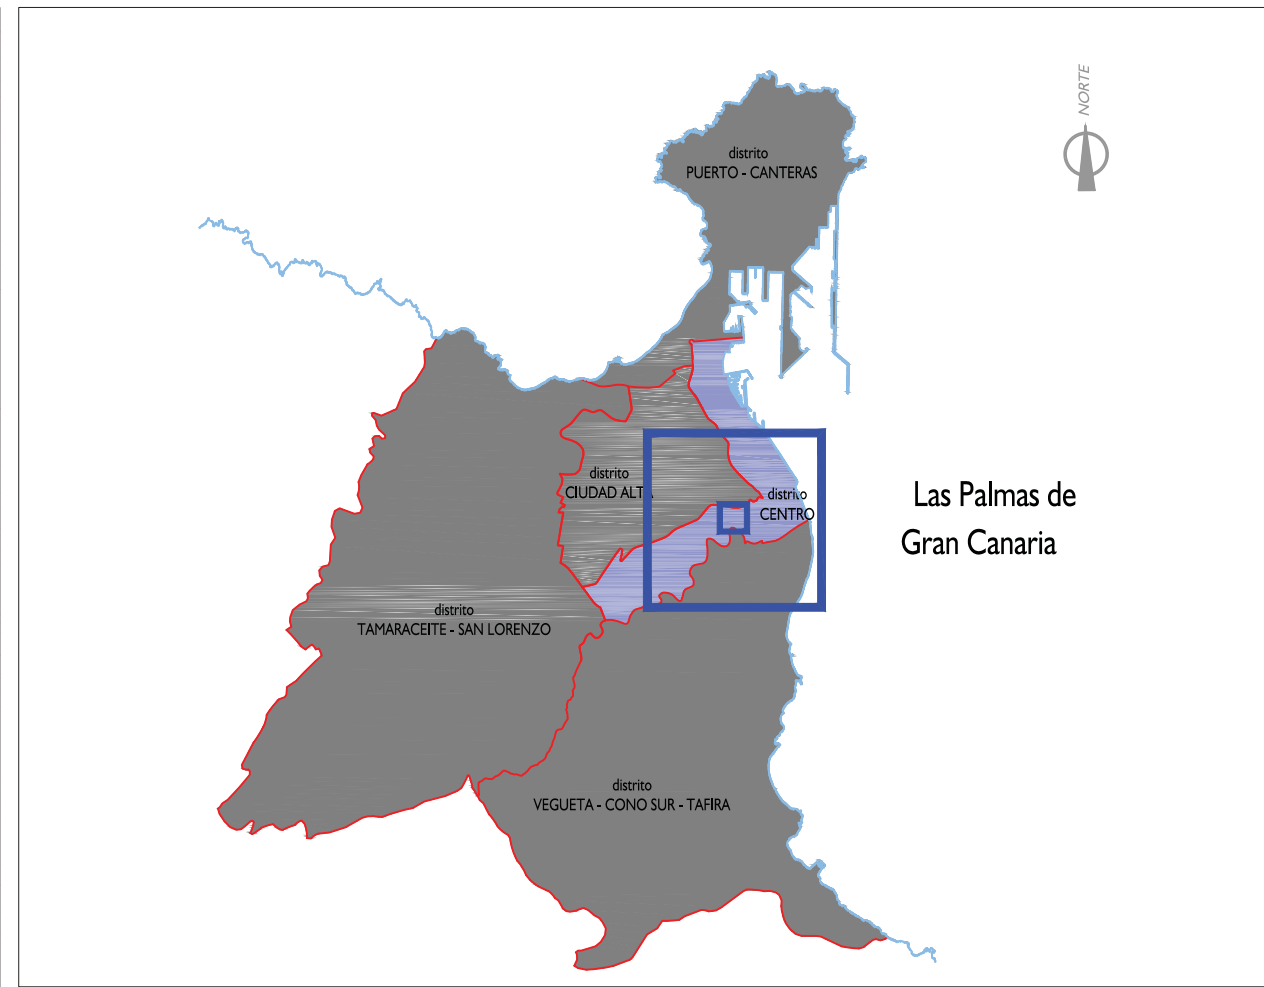 NORTE
distrito
PUERTO - CANTERAS
distrito
CIUDAD ALTA
distrito
CENTRO
Las Palmas de
Gran Canaria
distrito
TAMARACEITE - SAN LORENZO
distrito
VEGUETA - CONO SUR - TAFIRA